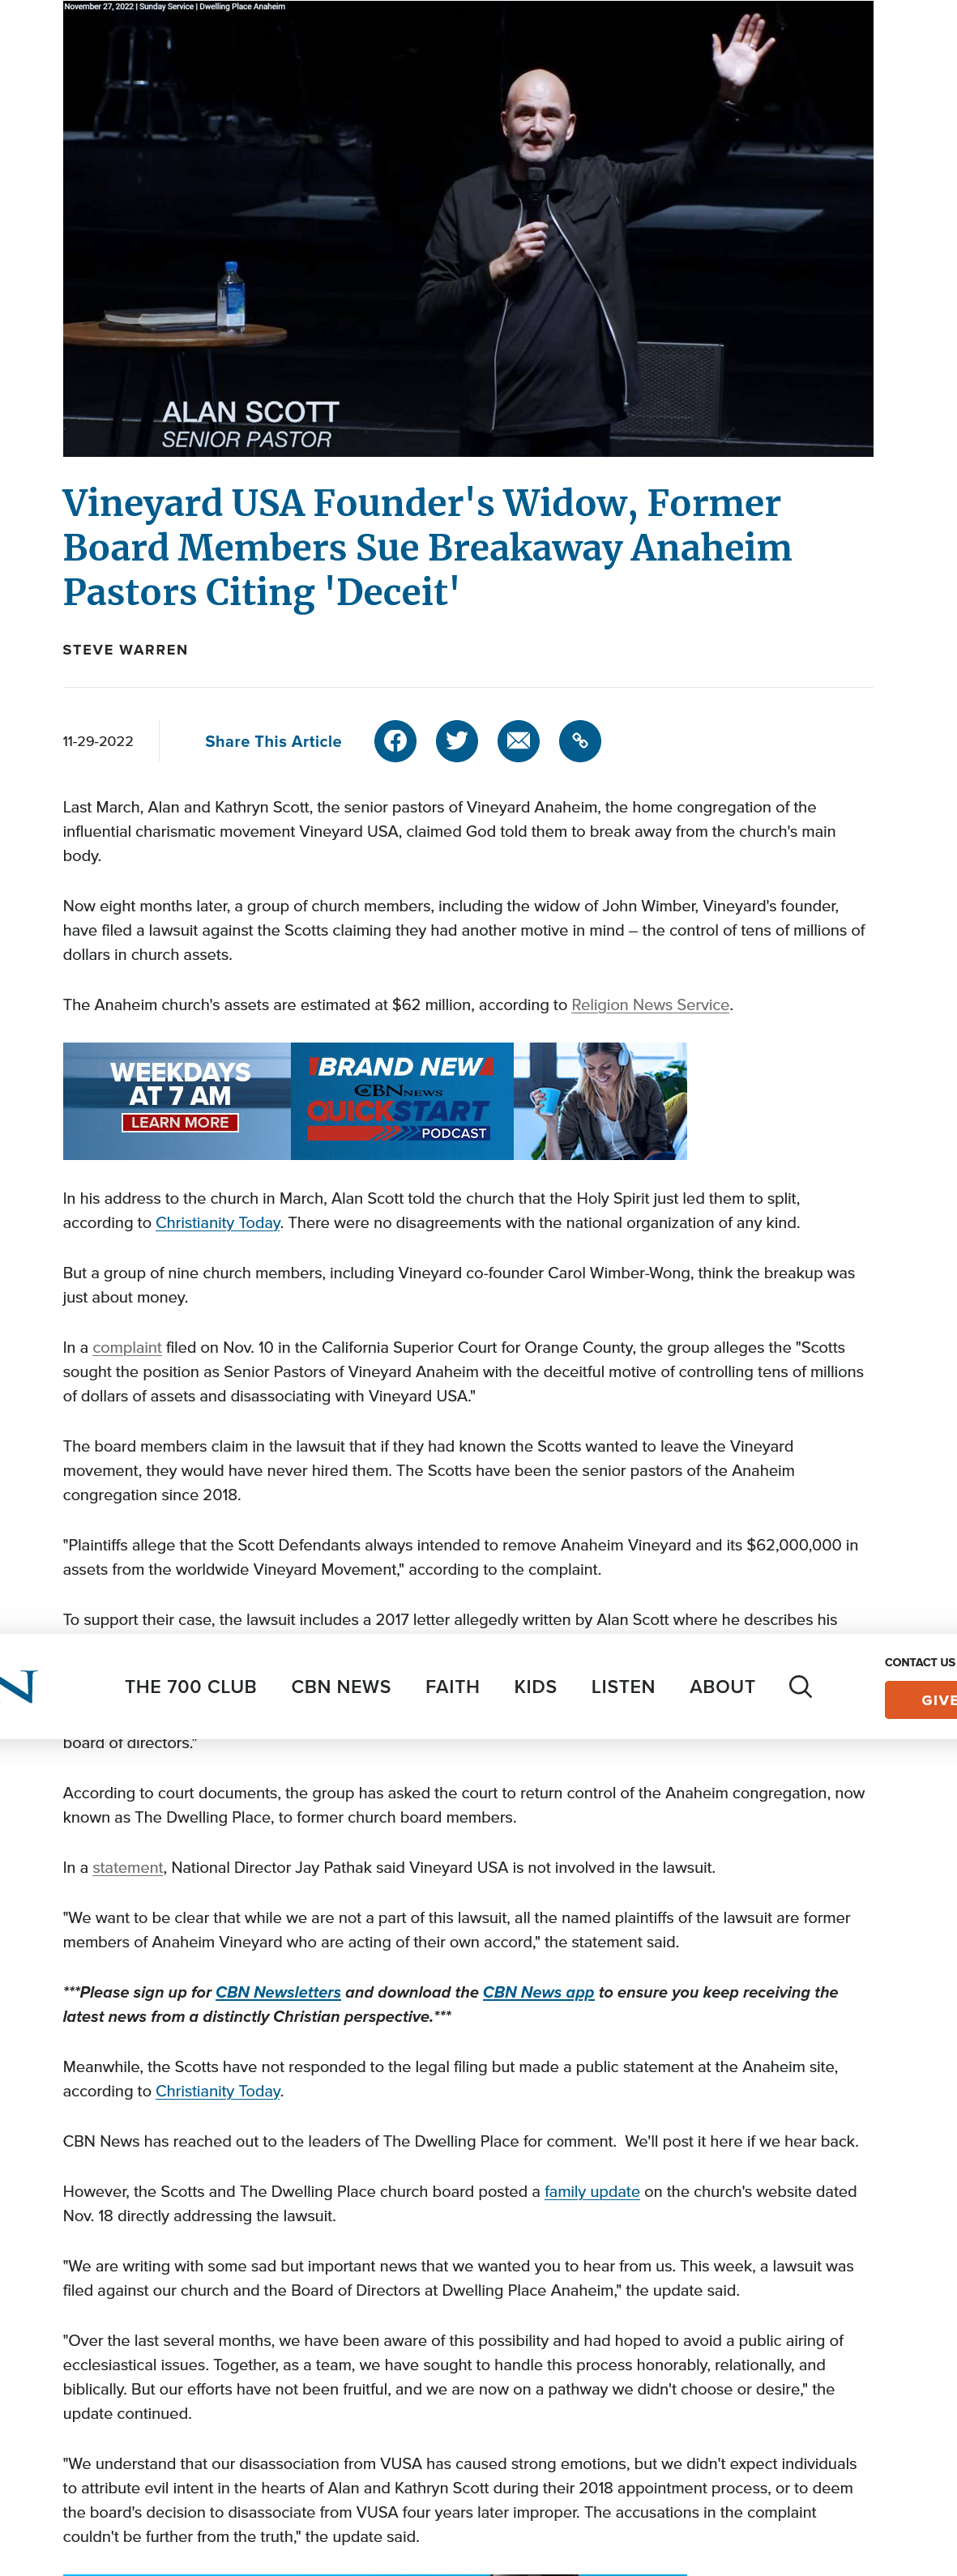 November 27, 2022 | Sunday Service | Dwelling Place Anaheim
ALAN SCOTT
SENIOR PASTOR
Vineyard USA Founder's Widow, Former
Board Members Sue Breakaway Anaheim
Pastors Citing 'Deceit'
STEVE WARREN
11-29-2022
Share This Article
Last March, Alan and Kathryn Scott, the senior pastors of Vineyard Anaheim, the home congregation of the
influential charismatic movement Vineyard USA, claimed God told them to break away from the church's main
body.
Now eight months later, a group of church members, including the widow of John Wimber, Vineyard's founder,
have filed a lawsuit against the Scotts claiming they had another motive in mind – the control of tens of millions of
dollars in church assets.
The Anaheim church's assets are estimated at $62 million, according to Religion News Service.
WEEKDAYS
AT 7 AM
LEARN MORE
BRAND NEW
CBN NEWS
QUICKSTART
PODCAST
In his address to the church in March, Alan Scott told the church that the Holy Spirit just led them to split,
according to Christianity Today. There were no disagreements with the national organization of any kind.
But a group of nine church members, including Vineyard co-founder Carol Wimber-Wong, think the breakup was
just about money.
In a complaint filed on Nov. 10 in the California Superior Court for Orange County, the group alleges the "Scotts
sought the position as Senior Pastors of Vineyard Anaheim with the deceitful motive of controlling tens of millions
of dollars of assets and disassociating with Vineyard USA."
The board members claim in the lawsuit that if they had known the Scotts wanted to leave the Vineyard
movement, they would have never hired them. The Scotts have been the senior pastors of the Anaheim
congregation since 2018.
"Plaintiffs allege that the Scott Defendants always intended to remove Anaheim Vineyard and its $62,000,000 in
assets from the worldwide Vineyard Movement," according to the complaint.
To support their case, the lawsuit includes a 2017 letter allegedly written by Alan Scott where he describes his
N
THE 700 CLUB
CBN NEWS
FAITH
KIDS
LISTEN
ABOUT
CONTACT US
GIVE
board of directors."
According to court documents, the group has asked the court to return control of the Anaheim congregation, now
known as The Dwelling Place, to former church board members.
In a statement, National Director Jay Pathak said Vineyard USA is not involved in the lawsuit.
"We want to be clear that while we are not a part of this lawsuit, all the named plaintiffs of the lawsuit are former
members of Anaheim Vineyard who are acting of their own accord," the statement said.
***Please sign up for CBN Newsletters and download the CBN News app to ensure you keep receiving the
latest news from a distinctly Christian perspective.***
Meanwhile, the Scotts have not responded to the legal filing but made a public statement at the Anaheim site,
according to Christianity Today.
CBN News has reached out to the leaders of The Dwelling Place for comment.  We'll post it here if we hear back.
However, the Scotts and The Dwelling Place church board posted a family update on the church's website dated
Nov. 18 directly addressing the lawsuit.
"We are writing with some sad but important news that we wanted you to hear from us. This week, a lawsuit was
filed against our church and the Board of Directors at Dwelling Place Anaheim," the update said.
"Over the last several months, we have been aware of this possibility and had hoped to avoid a public airing of
ecclesiastical issues. Together, as a team, we have sought to handle this process honorably, relationally, and
biblically. But our efforts have not been fruitful, and we are now on a pathway we didn't choose or desire," the
update continued.
"We understand that our disassociation from VUSA has caused strong emotions, but we didn't expect individuals
to attribute evil intent in the hearts of Alan and Kathryn Scott during their 2018 appointment process, or to deem
the board's decision to disassociate from VUSA four years later improper. The accusations in the complaint
couldn't be further from the truth," the update said.